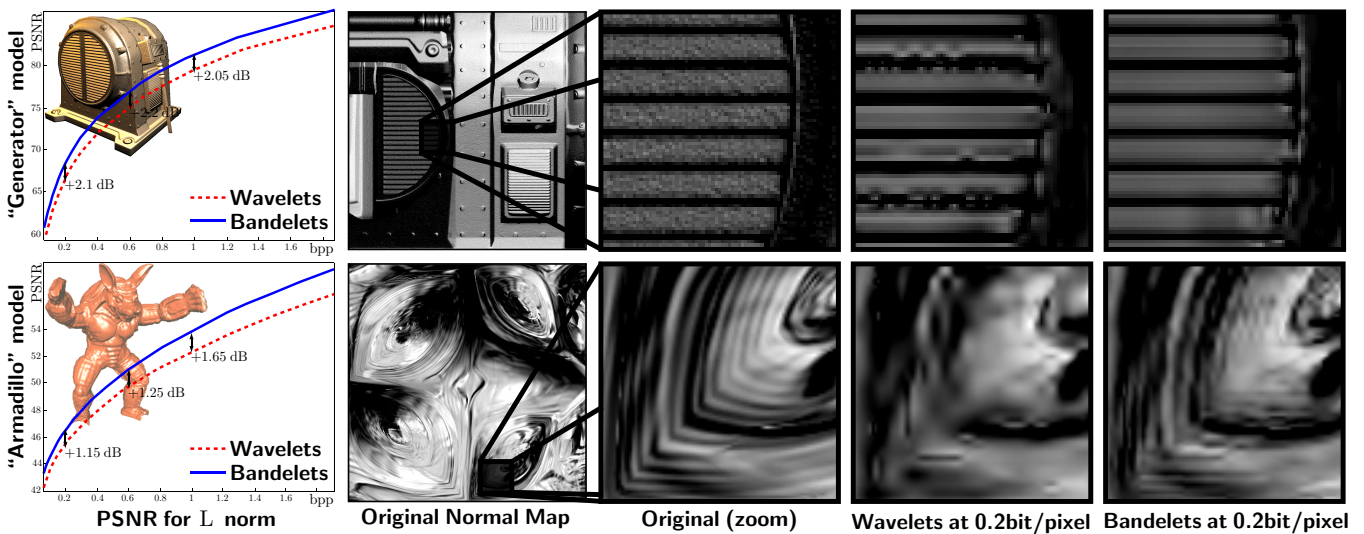 "Generator" model
PSNR
80
75
70
65
60
0.2 0.4 0.6 0.8 1 1.2 1.4 1.6
bpp
+2.1 dB
+2.2 dB
+2.05 dB
Wavelets
Bandelets
"Armadillo" model
PSNR
54
52
50
48
46
44
42
0.2 0.4 0.6 0.8 1 1.2 1.4 1.6
bpp
+1.15 dB
+1.25 dB
+1.65 dB
Wavelets
Bandelets
PSNR for L norm
Original Normal Map
Original (zoom)
Wavelets at 0.2bit/pixel
Bandelets at 0.2bit/pixel